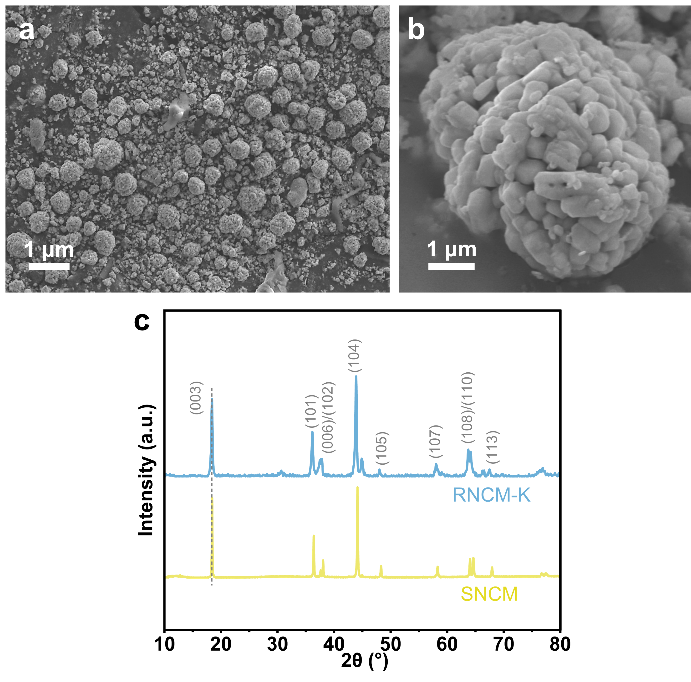 a
1 μm
b
1 μm
c
Intensity (a.u.)
(003)
(101)
(006)/(102)
(104)
(105)
(107)
(108)/(110)
(113)
RNCM-K
SNCM
10 20 30 40 50 60 70 80
2θ (°)